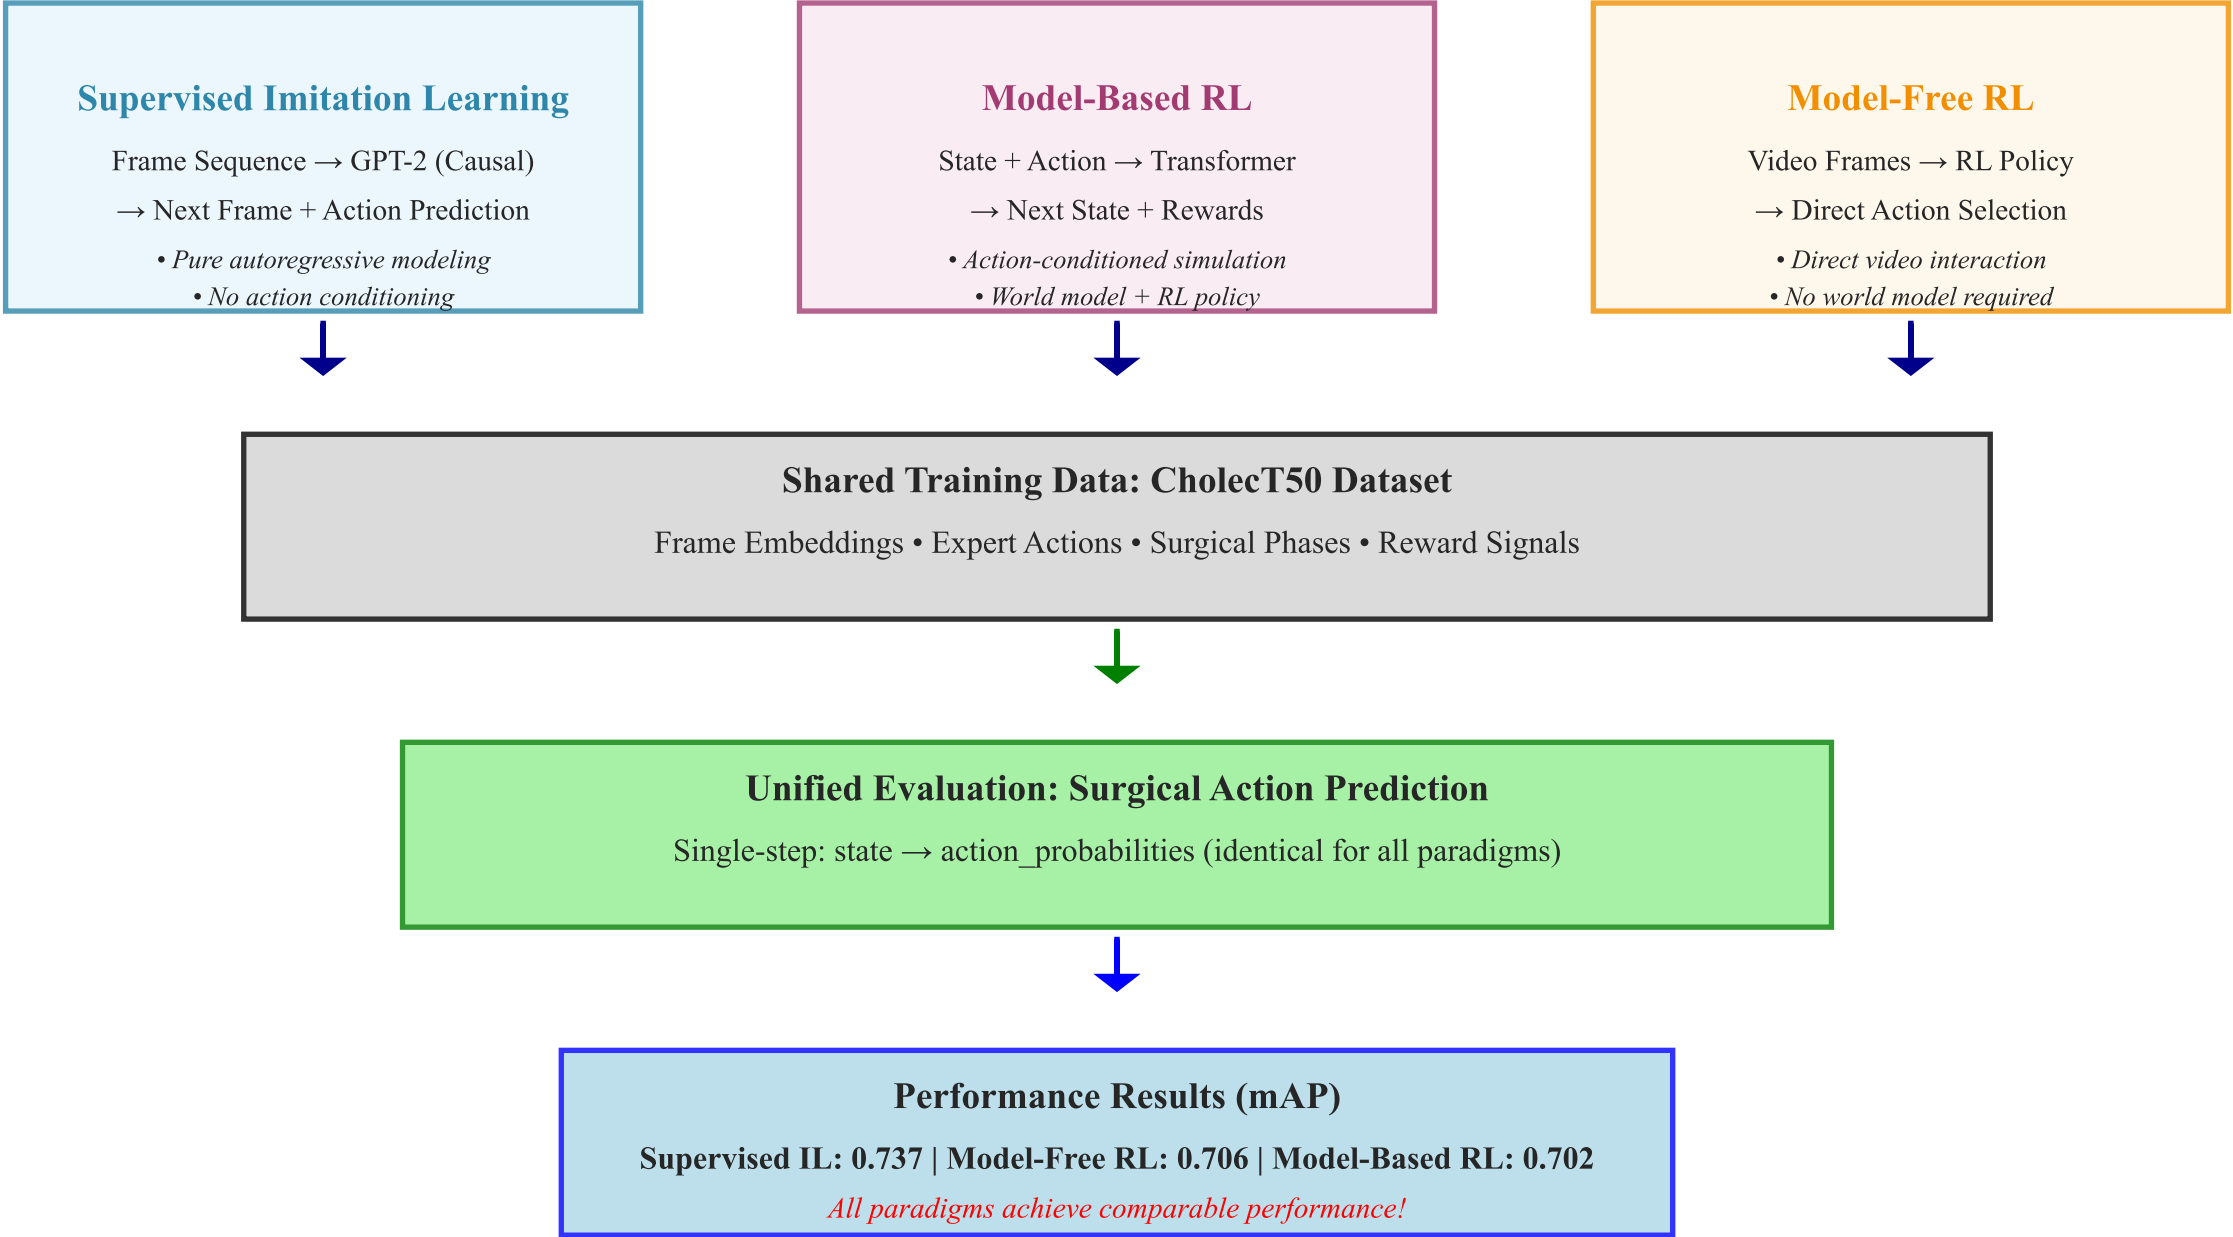 Supervised Imitation Learning
Frame Sequence → GPT-2 (Causal)
→ Next Frame + Action Prediction
• Pure autoregressive modeling
• No action conditioning
Model-Based RL
State + Action → Transformer
→ Next State + Rewards
• Action-conditioned simulation
• World model + RL policy
Model-Free RL
Video Frames → RL Policy
→ Direct Action Selection
• Direct video interaction
• No world model required
Shared Training Data: CholecT50 Dataset
Frame Embeddings • Expert Actions • Surgical Phases • Reward Signals
Unified Evaluation: Surgical Action Prediction
Single-step: state → action_probabilities (identical for all paradigms)
Performance Results (mAP)
Supervised IL: 0.737 | Model-Free RL: 0.706 | Model-Based RL: 0.702
All paradigms achieve comparable performance!